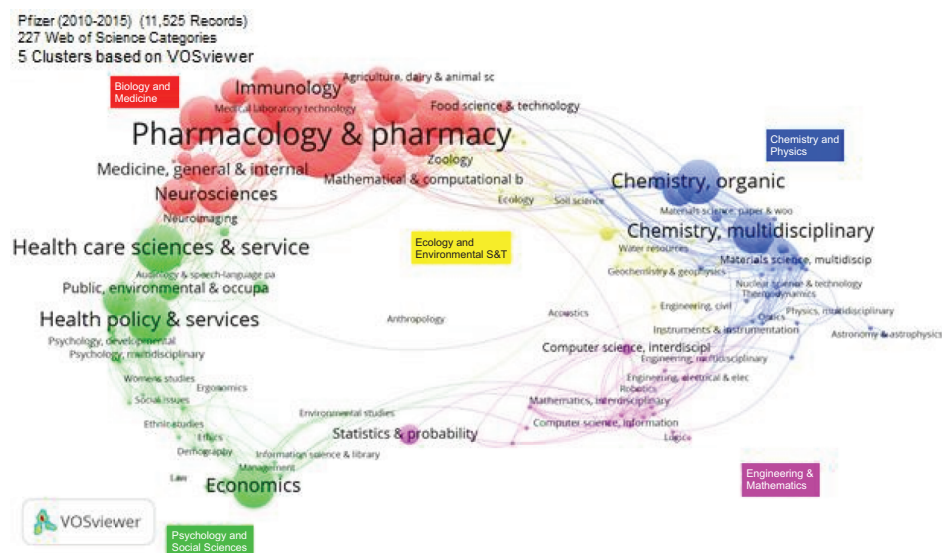 Pfizer (2010-2015) (11,525 Records)
227 Web of Science Categories
5 Clusters based on VOSviewer
Biology and
Medicine
Immunology
Agriculture, dairy & animal sc
Medical laboratory technology
Food science & technology
Pharmacology & pharmacy
Chemistry and
Physics
Zoology
Medicine, general & internal
Mathematical & computational b
Chemistry, organic
Neurosciences
Ecology
Soil science
Materials science, paper & woo
Neuroimaging
Chemistry, multidisciplinary
Health care sciences & service
Ecology and
Environmental S&T
Water resources
Materials science, multidiscip
Audiology & speech-language pa
Geochemistry & geophysics
Public, environmental & occupa
Nuclear science & technology
Thermodynamics
Engineering, civil
Physics, multidisciplinary
Health policy & services
Anthropology
Acoustics
Optics
Instruments & instrumentation
Astronomy & astrophysics
Psychology, developmental
Psychology, multidisciplinary
Computer science, interdiscipl
Engineering, multidisciplinary
Womens studies
Ergonomics
Engineering, electrical & elec
Robotics
Social issues
Mathematics, interdisciplinary
Environmental studies
Ethnic studies
Computer science, information
Statistics & probability
Ethics
Logic
Demography
Information science & library
Management
Law
Economics
Engineering &
Mathematics
VOSviewer
Psychology and
Social Sciences